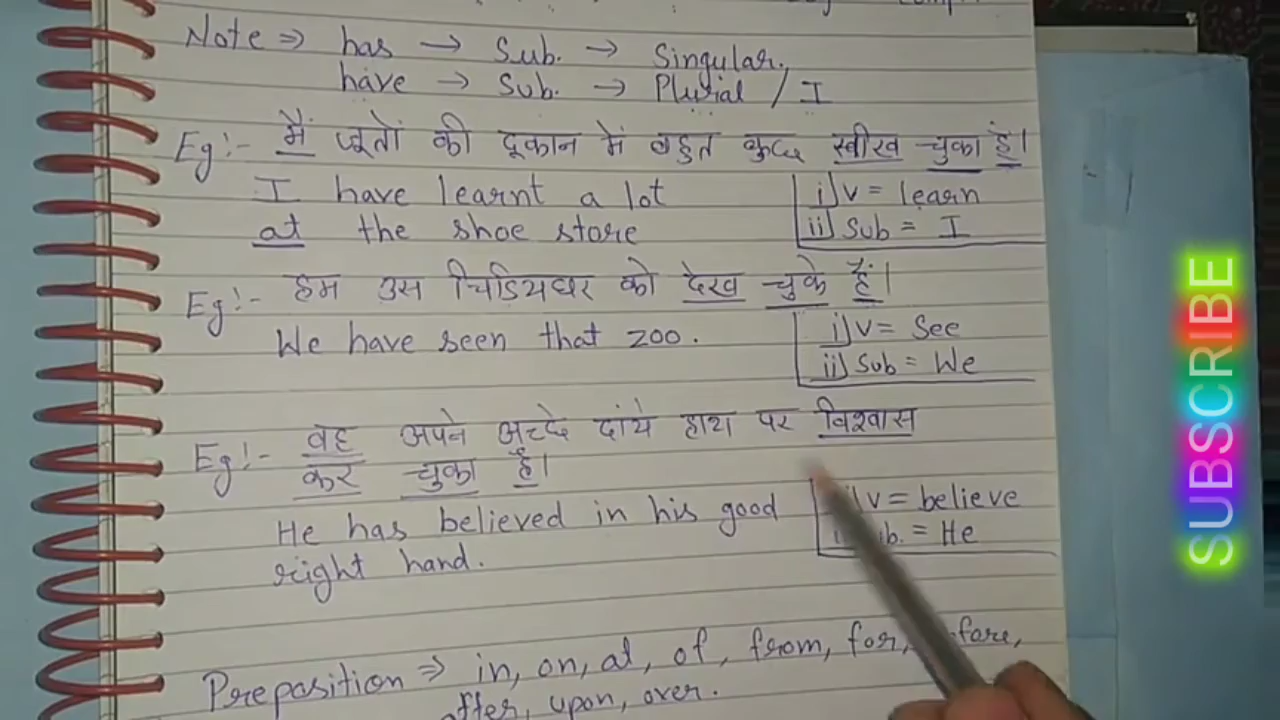 Note ⇒ has → Sub. → Singular.
have → Sub. → Plurial / I
Eg:- मैं जूतों की दूकान में बहुत कुछ सीख चुका हूं।
I have learnt a lot
at the shoe store
i) v = learn
ii) Sub = I
Eg:- हम उस चिडियघर को देख चुके हैं।
We have seen that zoo.
i) v = See
ii) Sub = We
Eg:- वह अपने अच्छे दांये हाथ पर विश्वास
कर चुका है।
He has believed in his good
right hand.
v = believe
= He
Preposition ⇒ in, on, at, of, from, for,
after, upon, over.
SUBSCRIBE